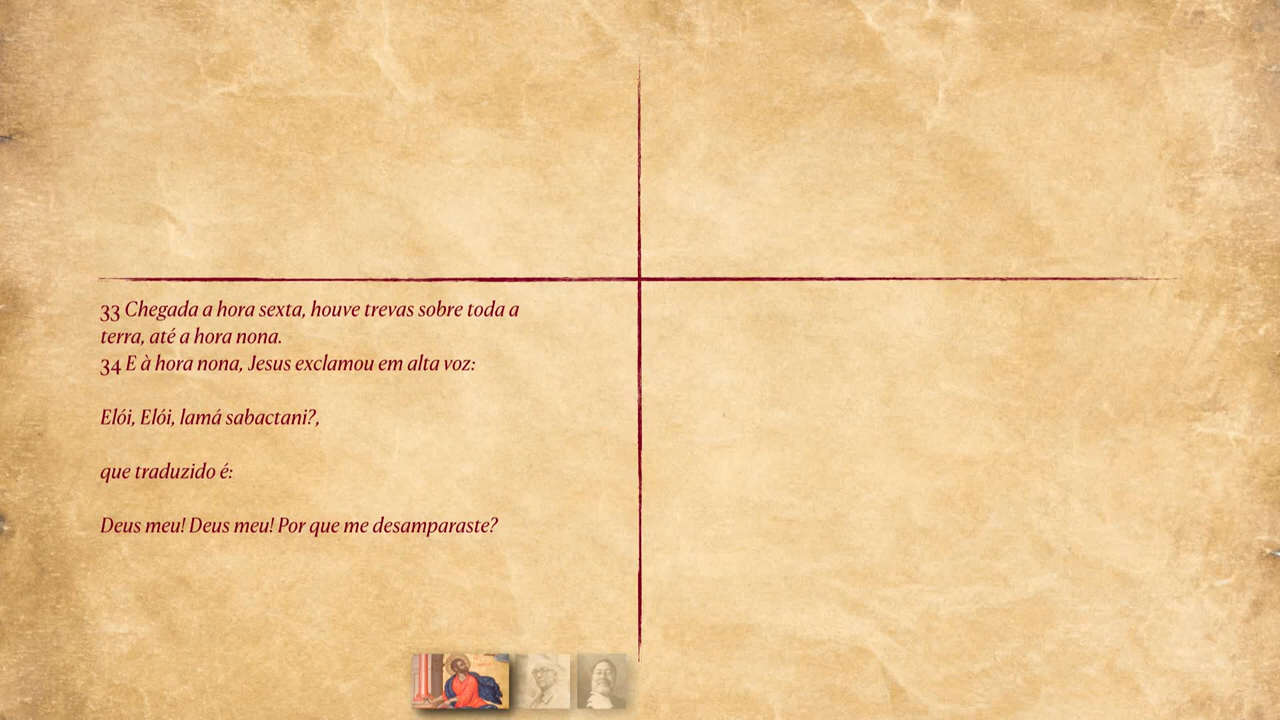 33 Chegada a hora sexta, houve trevas sobre toda a
terra, até a hora nona.
34 E à hora nona, Jesus exclamou em alta voz:
Elói, Elói, lamá sabactani?,
que traduzido é:
Deus meu! Deus meu! Por que me desamparaste?